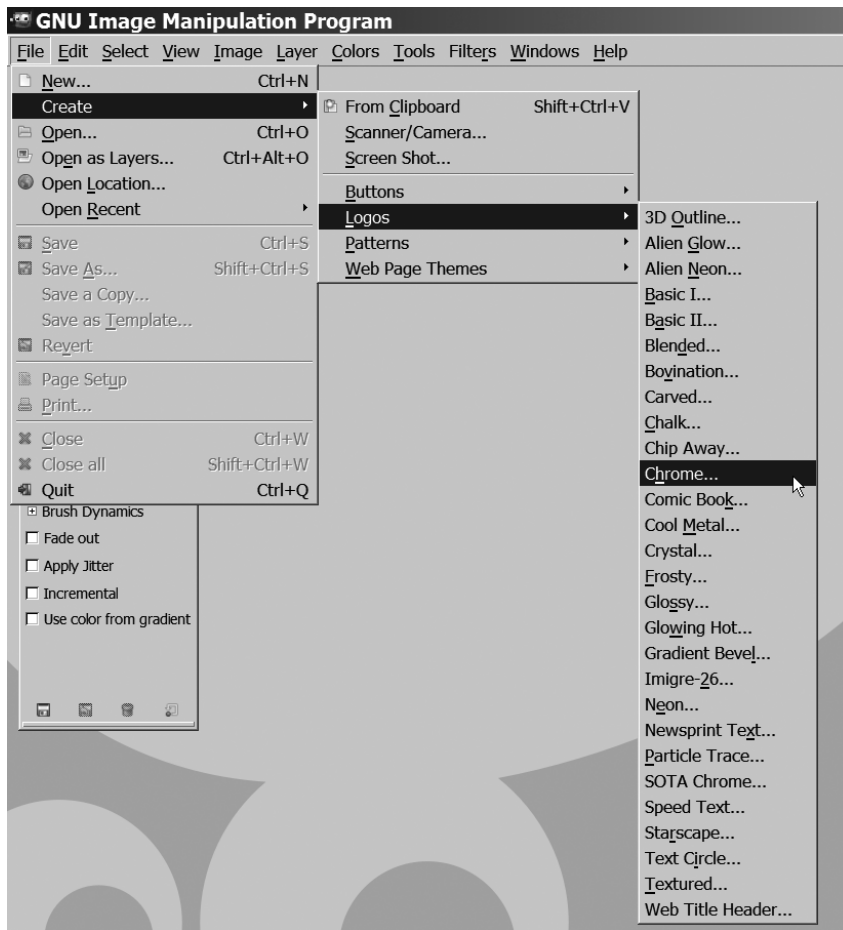 GNU Image Manipulation Program
File Edit Select View Image Layer Colors Tools Filters Windows Help
New... Ctrl+N
Create
Open... Ctrl+O
Open as Layers... Ctrl+Alt+O
Open Location...
Open Recent
Save Ctrl+S
Save As... Shift+Ctrl+S
Save a Copy...
Save as Template...
Revert
Page Setup
Print...
Close Ctrl+W
Close all Shift+Ctrl+W
Quit Ctrl+Q
From Clipboard Shift+Ctrl+V
Scanner/Camera...
Screen Shot...
Buttons
Logos
Patterns
Web Page Themes
3D Outline...
Alien Glow...
Alien Neon...
Basic I...
Basic II...
Blended...
Bovination...
Carved...
Chalk...
Chip Away...
Chrome...
Comic Book...
Cool Metal...
Crystal...
Frosty...
Glossy...
Glowing Hot...
Gradient Bevel...
Imigre-26...
Neon...
Newsprint Text...
Particle Trace...
SOTA Chrome...
Speed Text...
Starscape...
Text Circle...
Textured...
Web Title Header...
Brush Dynamics
Fade out
Apply Jitter
Incremental
Use color from gradient